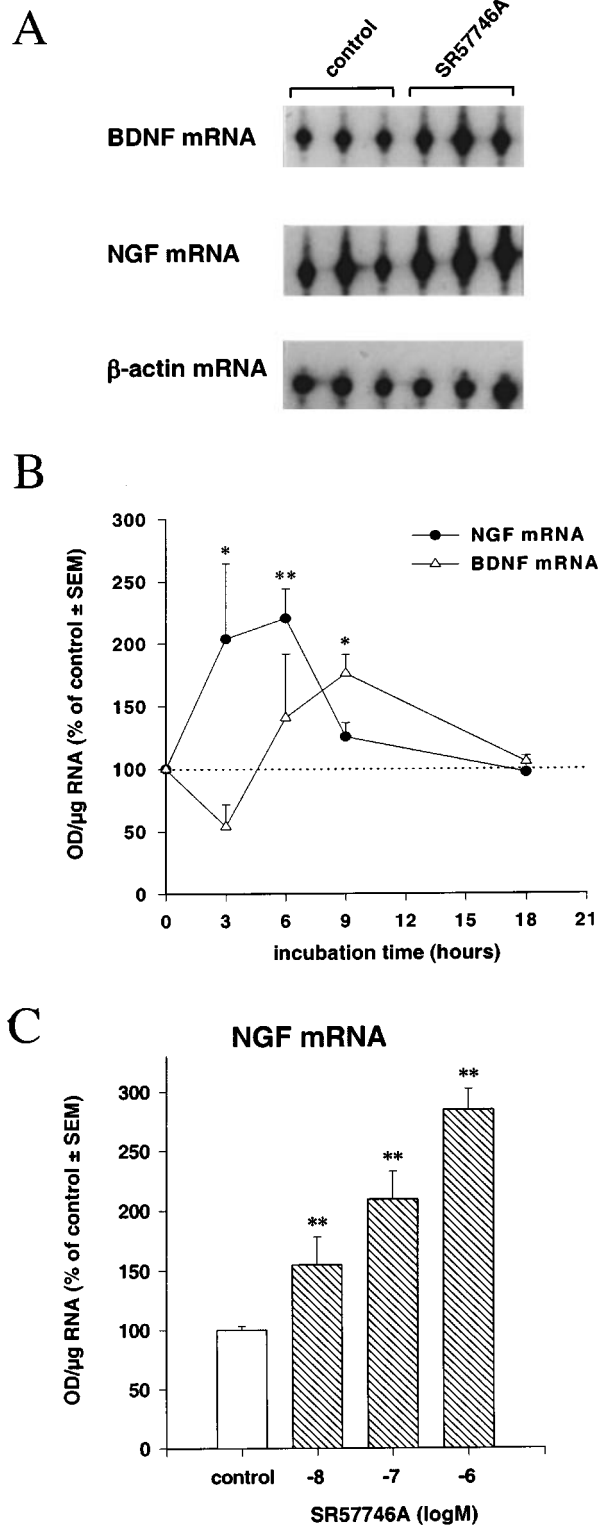 A
control
SR57746A
BDNF mRNA
NGF mRNA
β-actin mRNA
B
300
250
200
150
100
50
0
OD/µg RNA (% of control ± SEM)
*
**
*
NGF mRNA
BDNF mRNA
0 3 6 9 12 15 18 21
incubation time (hours)
C
NGF mRNA
300
250
200
150
100
50
0
OD/µg RNA (% of control ± SEM)
**
**
**
control -8 -7 -6
SR57746A (logM)